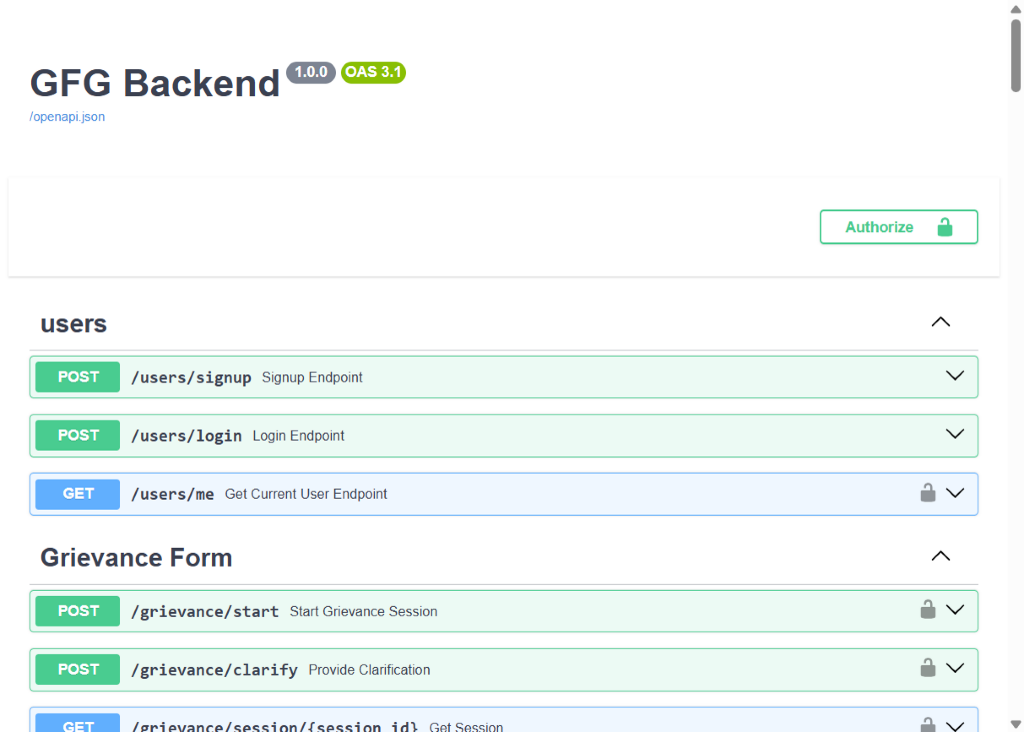 GFG Backend 1.0.0 OAS 3.1
/openapi.json
Authorize
users
POST /users/signup Signup Endpoint
POST /users/login Login Endpoint
GET /users/me Get Current User Endpoint
Grievance Form
POST /grievance/start Start Grievance Session
POST /grievance/clarify Provide Clarification
GET /grievance/session/{session_id} Get Session